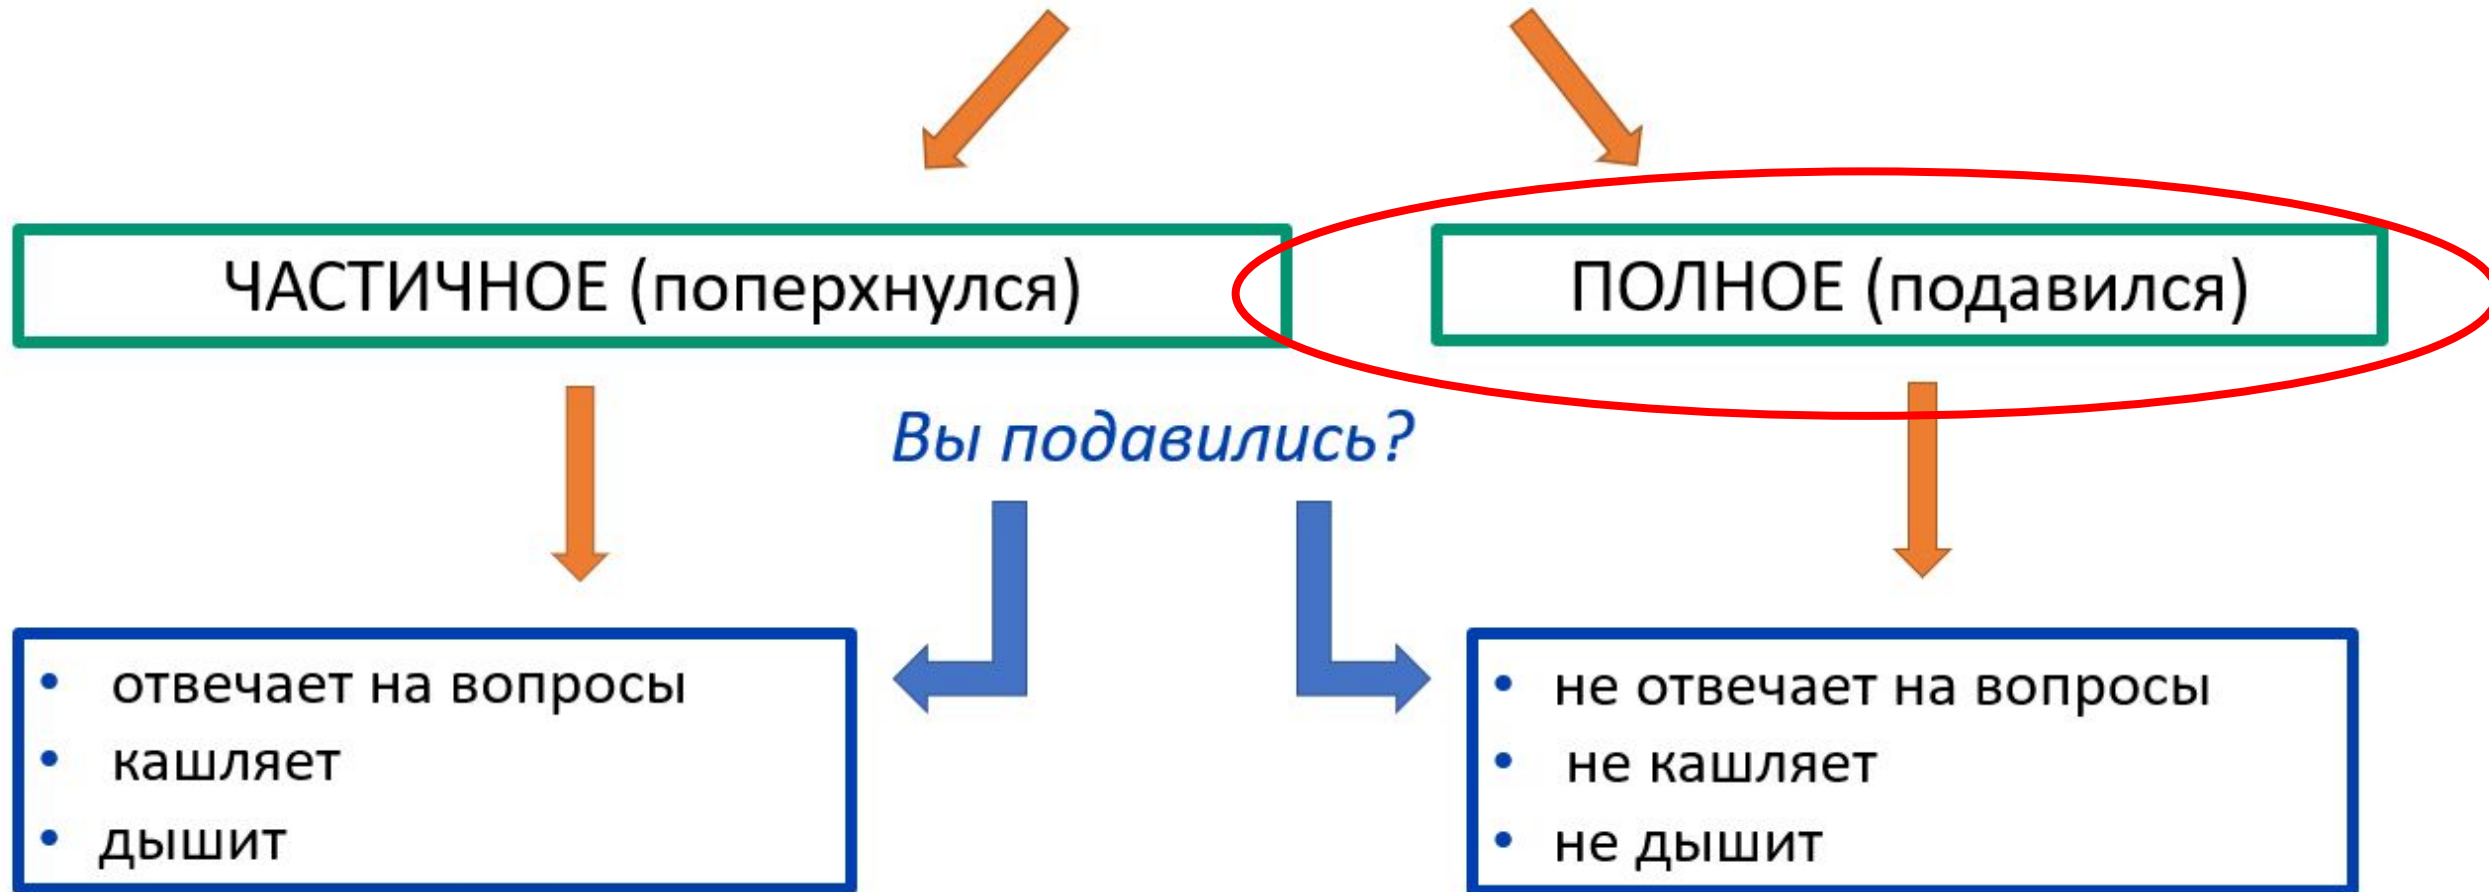 ЧАСТИЧНОЕ (поперхнулся)
ПОЛНОЕ (подавился)
Вы подавились?
• отвечает на вопросы
• кашляет
• дышит
• не отвечает на вопросы
• не кашляет
• не дышит